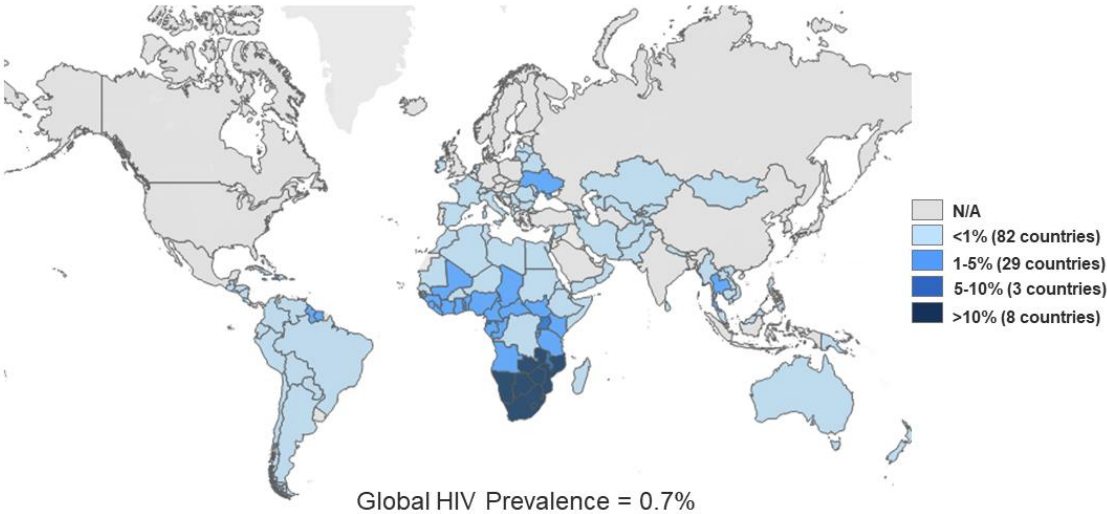 N/A
<1% (82 countries)
1-5% (29 countries)
5-10% (3 countries)
>10% (8 countries)
Global HIV Prevalence = 0.7%